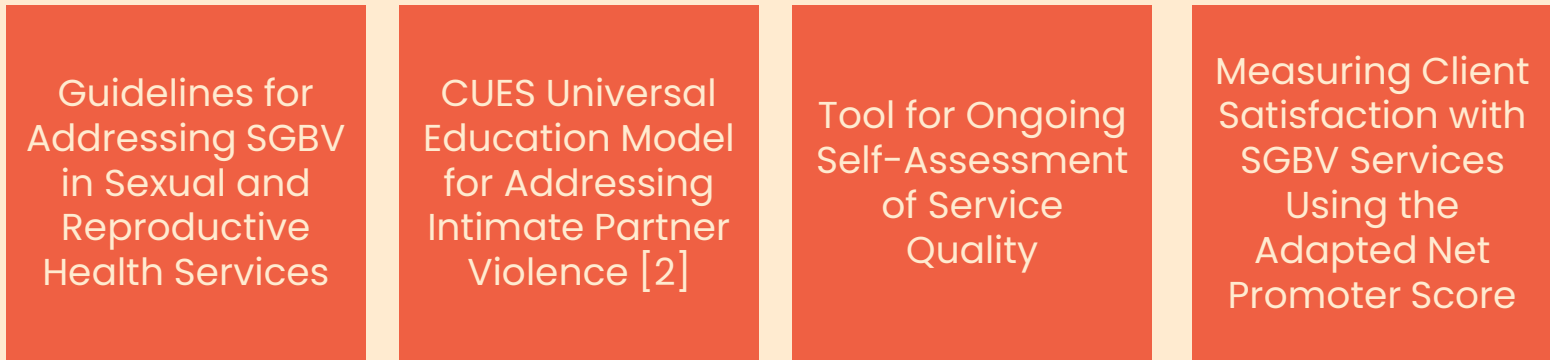 Guidelines for
Addressing SGBV
in Sexual and
Reproductive
Health Services
CUES Universal
Education Model
for Addressing
Intimate Partner
Violence [2]
Tool for Ongoing
Self-Assessment
of Service
Quality
Measuring Client
Satisfaction with
SGBV Services
Using the
Adapted Net
Promoter Score